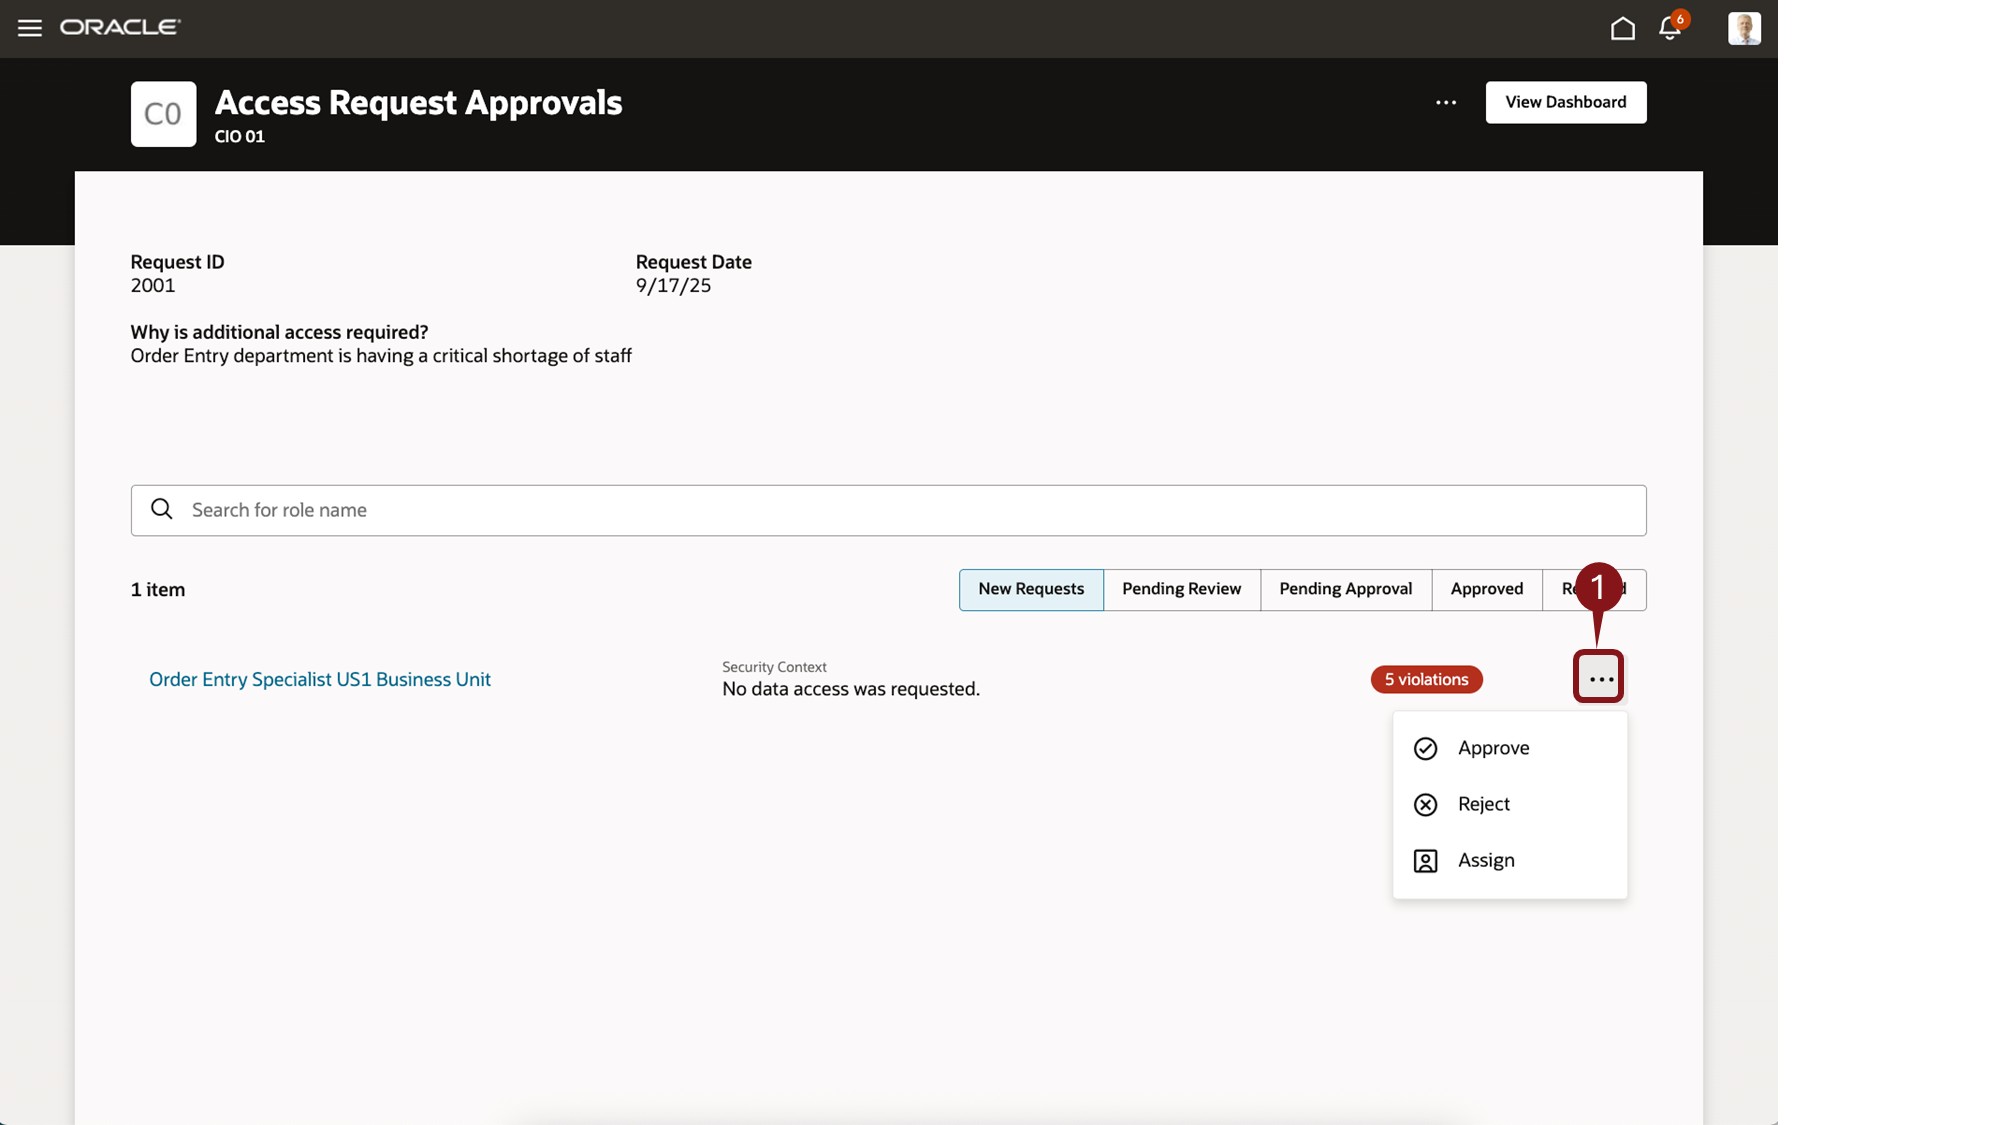 ORACLE
6
C0
Access Request Approvals
CIO 01
View Dashboard
Request ID
2001
Request Date
9/17/25
Why is additional access required?
Order Entry department is having a critical shortage of staff
Search for role name
1 item
New Requests
Pending Review
Pending Approval
Approved
1
Order Entry Specialist US1 Business Unit
Security Context
No data access was requested.
5 violations
Approve
Reject
Assign